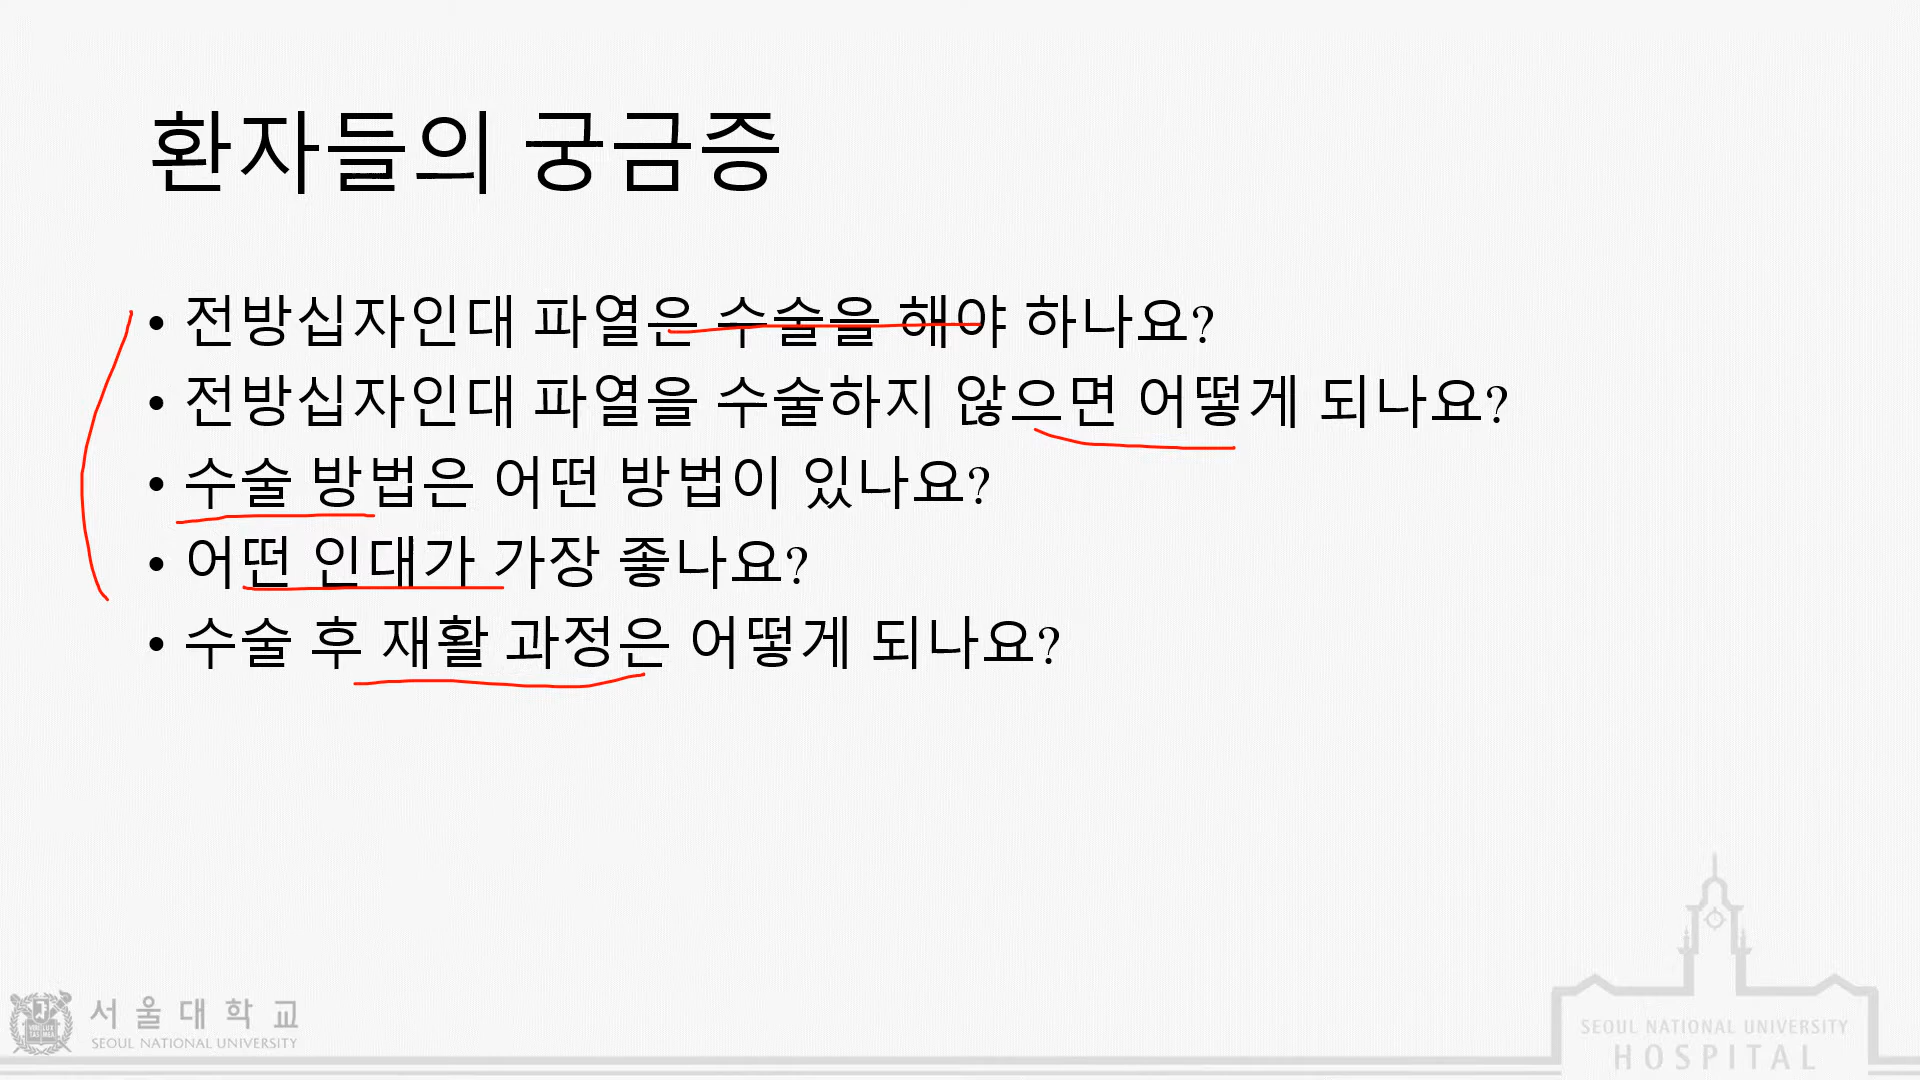 환자들의 궁금증
• 전방십자인대 파열은 수술을 해야 하나요?
• 전방십자인대 파열을 수술하지 않으면 어떻게 되나요?
• 수술 방법은 어떤 방법이 있나요?
• 어떤 인대가 가장 좋나요?
• 수술 후 재활 과정은 어떻게 되나요?
서울대학교
SEOUL NATIONAL UNIVERSITY
SEOUL NATIONAL UNIVERSITY
HOSPITAL